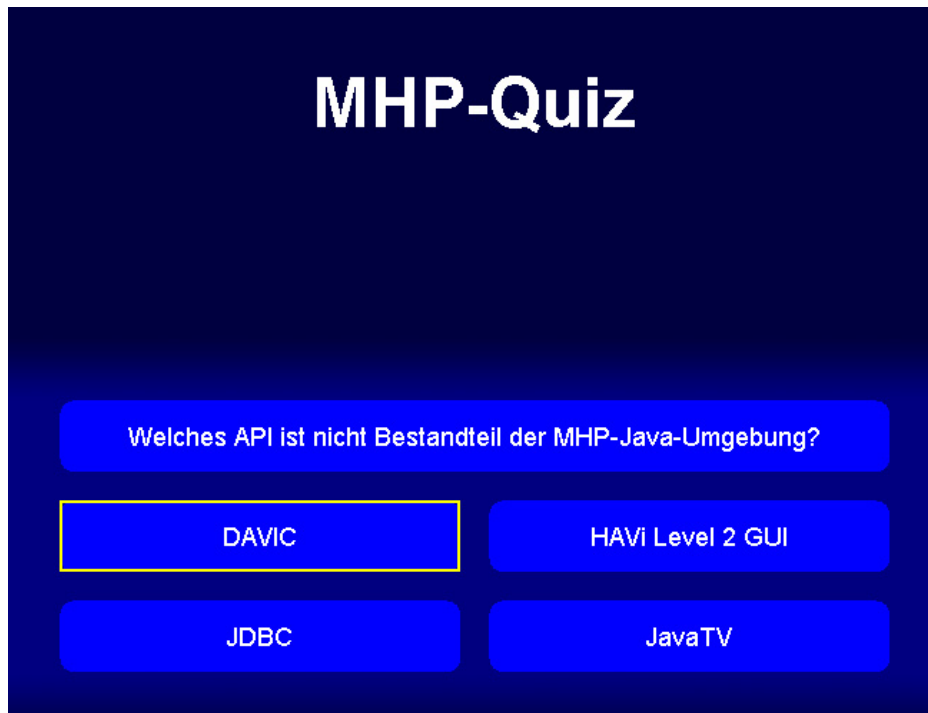 MHP-Quiz
Welches API ist nicht Bestandteil der MHP-Java-Umgebung?
DAVIC
HAVi Level 2 GUI
JDBC
JavaTV